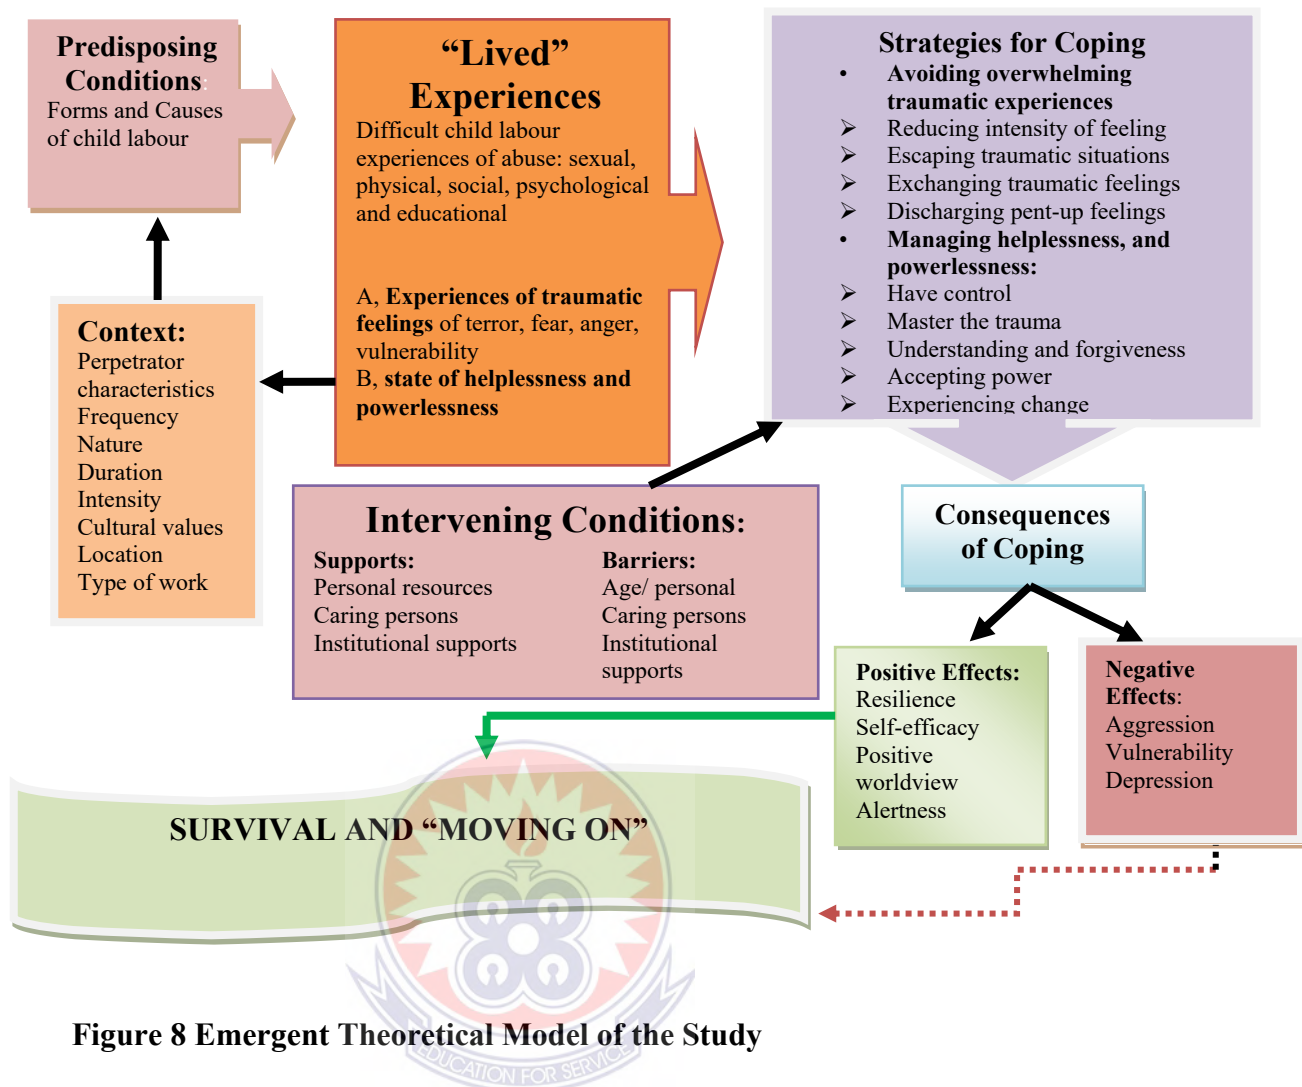 Predisposing
Conditions:
Forms and Causes
of child labour
“Lived”
Experiences
Difficult child labour
experiences of abuse: sexual,
physical, social, psychological
and educational
A, Experiences of traumatic
feelings of terror, fear, anger,
vulnerability
B, state of helplessness and
powerlessness
Strategies for Coping
• Avoiding overwhelming
traumatic experiences
➢ Reducing intensity of feeling
➢ Escaping traumatic situations
➢ Exchanging traumatic feelings
➢ Discharging pent-up feelings
• Managing helplessness, and
powerlessness:
➢ Have control
➢ Master the trauma
➢ Understanding and forgiveness
➢ Accepting power
➢ Experiencing change
Context:
Perpetrator
characteristics
Frequency
Nature
Duration
Intensity
Cultural values
Location
Type of work
Intervening Conditions:
Supports:
Personal resources
Caring persons
Institutional supports
Barriers:
Age/ personal
Caring persons
Institutional
supports
Consequences
of Coping
Positive Effects:
Resilience
Self-efficacy
Positive
worldview
Alertness
Negative
Effects:
Aggression
Vulnerability
Depression
SURVIVAL AND “MOVING ON”
Figure 8 Emergent Theoretical Model of the Study
EDUCATION FOR SERVICE